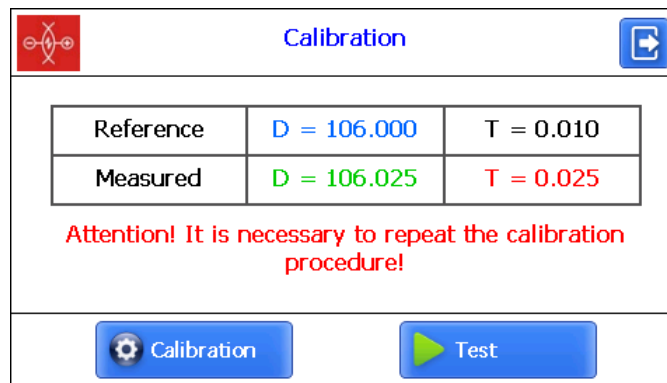 Calibration
Reference D = 106.000 T = 0.010
Measured D = 106.025 T = 0.025
Attention! It is necessary to repeat the calibration
procedure!
Calibration Test